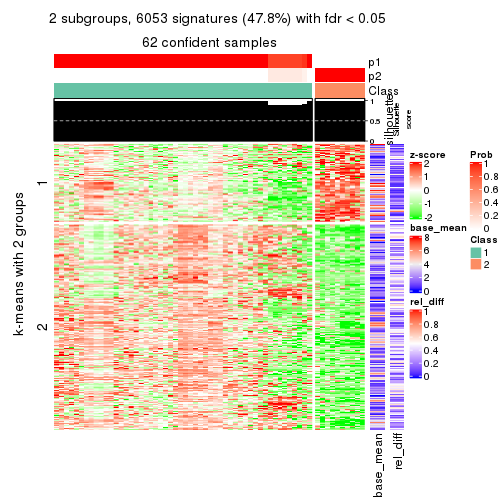 2 subgroups, 6053 signatures (47.8%) with fdr < 0.05
62 confident samples
p1
p2
Class
silhouette
Silhouette
score
1
0.5
0
k-means with 2 groups
1
2
z-score
2
1
0
-1
-2
base_mean
8
6
4
2
0
rel_diff
1
0.8
0.6
0.4
0.2
0
Prob
1
0.8
0.6
0.4
0.2
0
Class
1
2
base_mean
rel_diff